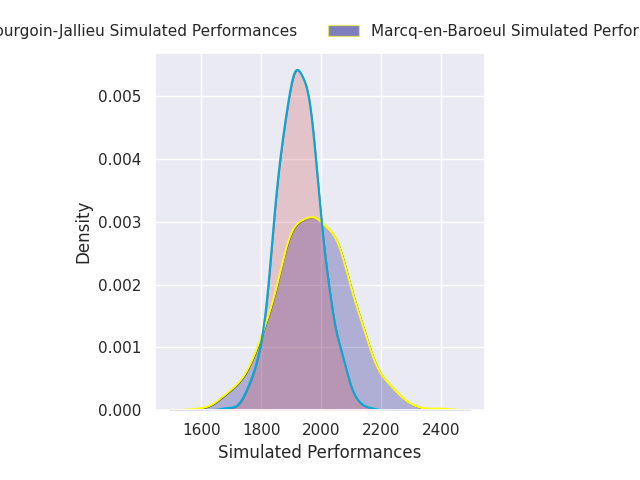 ourgoin-Jallieu Simulated Performances
Marcq-en-Baroeul Simulated Perfor
0.005
0.004
0.003
0.002
0.001
0.000
Density
1600 1800 2000 2200 2400
Simulated Performances